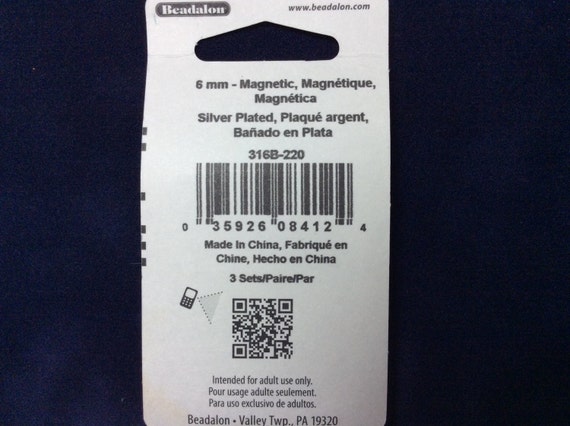 Beadalon
www.beadalon.com
6 mm - Magnetic, Magnétique,
Magnética
Silver Plated, Plaqué argent,
Bañado en Plata
316B-220
0 35926 08412 4
Made In China, Fabriqué en
Chine, Hecho en China
3 Sets/Paire/Par
Intended for adult use only.
Pour usage adulte seulement.
Para uso exclusivo de adultos.
Beadalon • Valley Twp., PA 19320